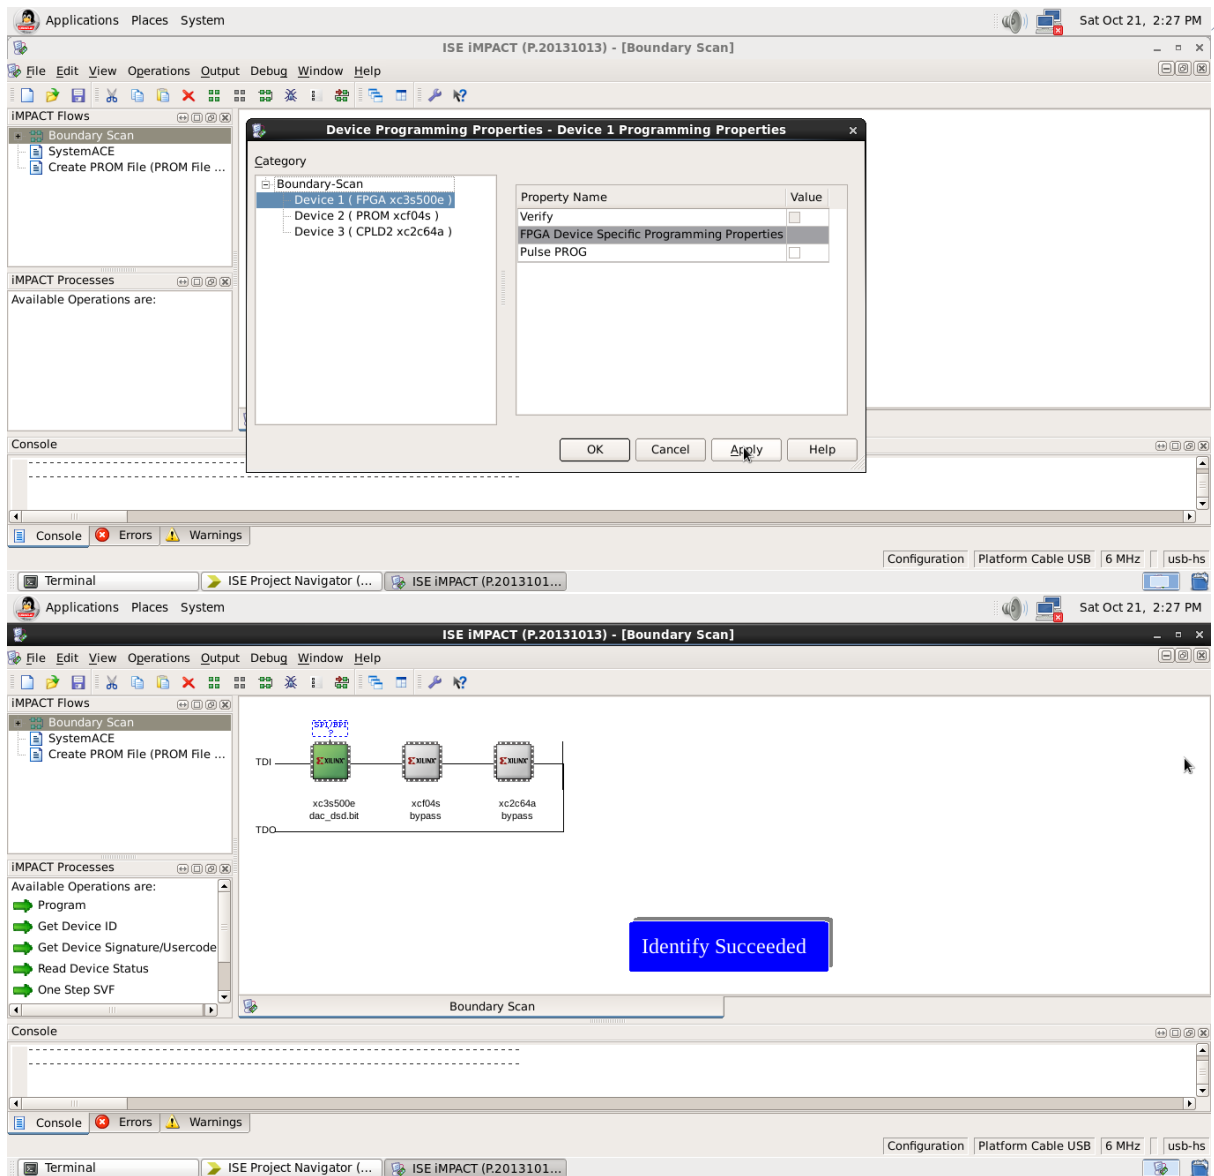 Applications Places System Sat Oct 21, 2:27 PM
ISE iMPACT (P.20131013) - [Boundary Scan]
File Edit View Operations Output Debug Window Help
iMPACT Flows
Boundary Scan
SystemACE
Create PROM File (PROM File ...
Device Programming Properties - Device 1 Programming Properties
Category
Boundary-Scan
Device 1 ( FPGA xc3s500e )
Device 2 ( PROM xcf04s )
Device 3 ( CPLD2 xc2c64a )
Property Name Value
Verify
FPGA Device Specific Programming Properties
Pulse PROG
OK Cancel Apply Help
iMPACT Processes
Available Operations are:
Console
Console Errors Warnings
Configuration Platform Cable USB 6 MHz usb-hs
Terminal ISE Project Navigator (... ISE iMPACT (P.2013101...
Applications Places System Sat Oct 21, 2:27 PM
ISE iMPACT (P.20131013) - [Boundary Scan]
File Edit View Operations Output Debug Window Help
iMPACT Flows
Boundary Scan
SystemACE
Create PROM File (PROM File ...
SPI/BPI
?
TDI
XILINX XILINX XILINX
xc3s500e xcf04s xc2c64a
dac_dsd.bit bypass bypass
TDO
iMPACT Processes
Available Operations are:
Program
Get Device ID
Get Device Signature/Usercode
Read Device Status
One Step SVF
Identify Succeeded
Boundary Scan
Console
Console Errors Warnings
Configuration Platform Cable USB 6 MHz usb-hs
Terminal ISE Project Navigator (... ISE iMPACT (P.2013101...